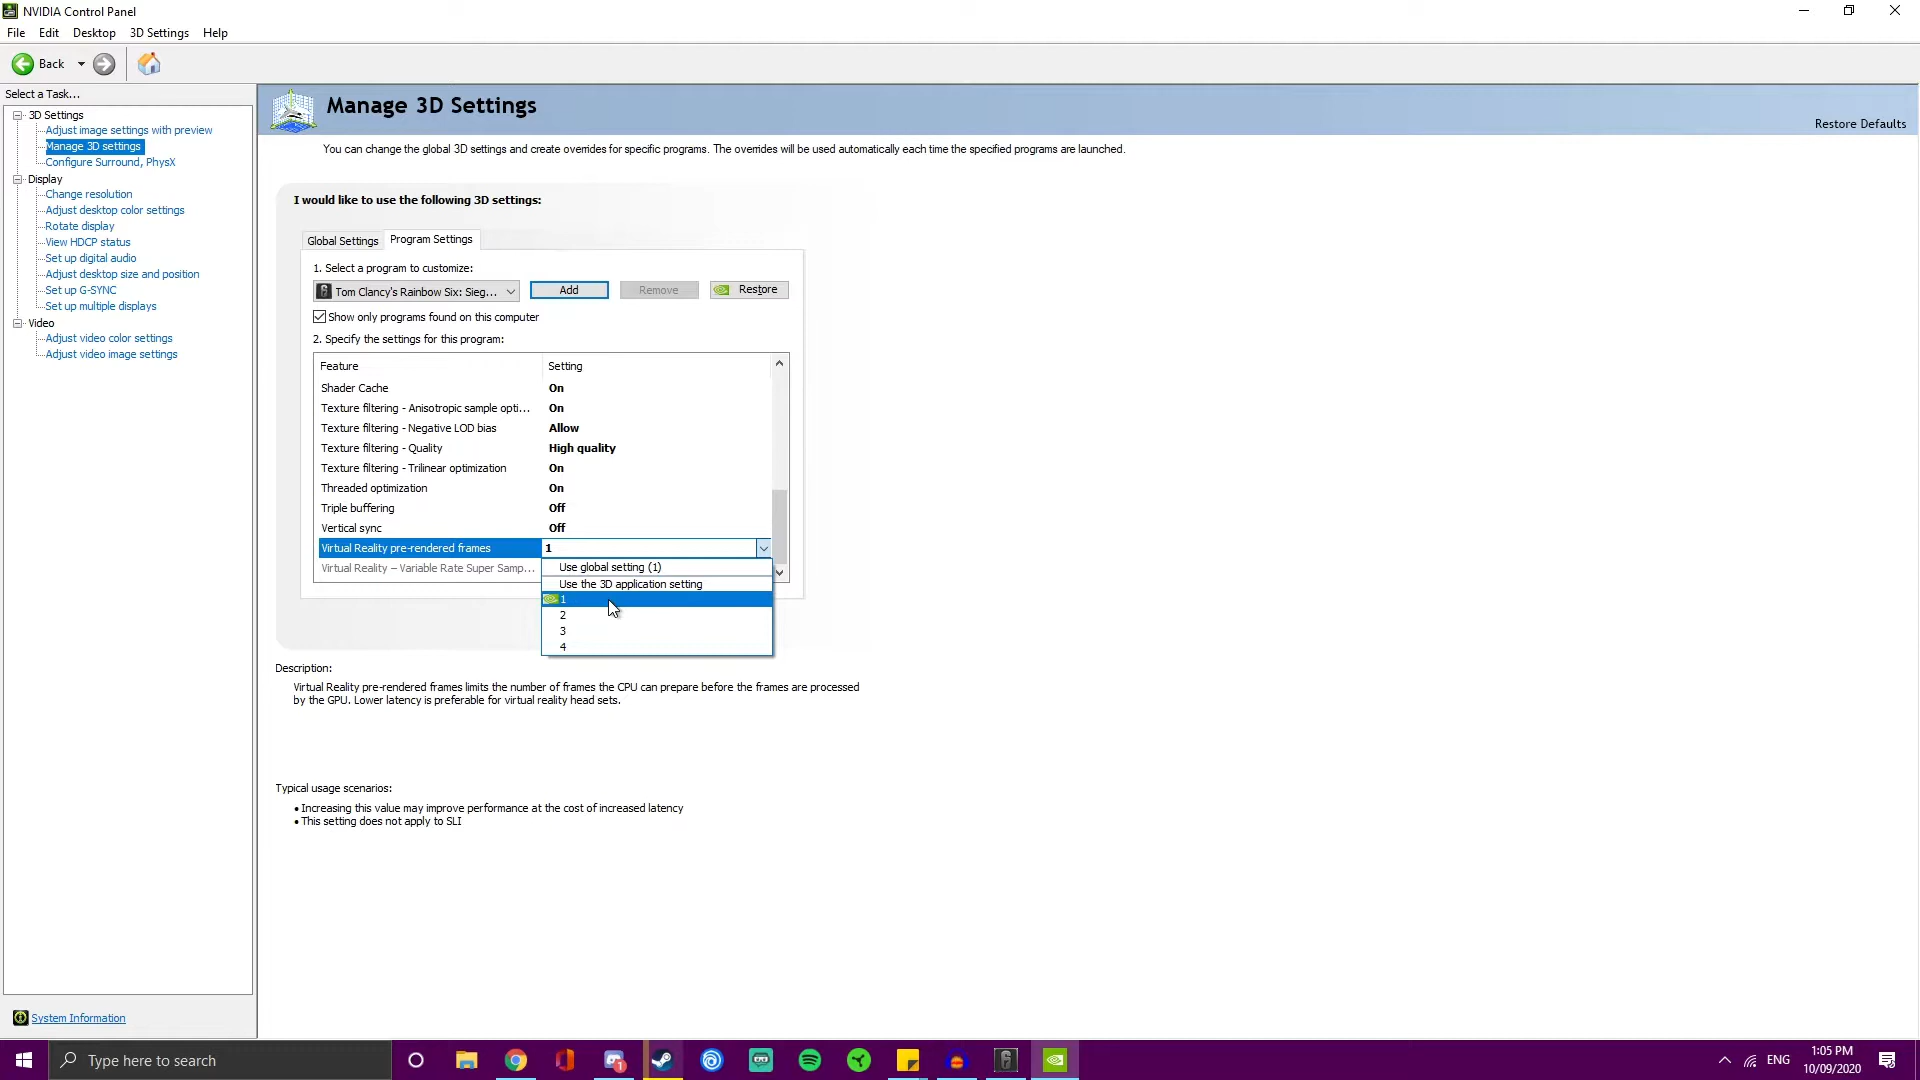 NVIDIA Control Panel
File Edit Desktop 3D Settings Help
Back
Select a Task...
3D Settings
Adjust image settings with preview
Manage 3D settings
Configure Surround, PhysX
Display
Change resolution
Adjust desktop color settings
Rotate display
View HDCP status
Set up digital audio
Adjust desktop size and position
Set up G-SYNC
Set up multiple displays
Video
Adjust video color settings
Adjust video image settings
System Information
Manage 3D Settings
Restore Defaults
You can change the global 3D settings and create overrides for specific programs. The overrides will be used automatically each time the specified programs are launched.
I would like to use the following 3D settings:
Global Settings Program Settings
1. Select a program to customize:
Tom Clancy's Rainbow Six: Sieg... Add Remove Restore
Show only programs found on this computer
2. Specify the settings for this program:
Feature Setting
Shader Cache On
Texture filtering - Anisotropic sample opti... On
Texture filtering - Negative LOD bias Allow
Texture filtering - Quality High quality
Texture filtering - Trilinear optimization On
Threaded optimization On
Triple buffering Off
Vertical sync Off
Virtual Reality pre-rendered frames 1
Virtual Reality – Variable Rate Super Samp...
Use global setting (1)
Use the 3D application setting
1
2
3
4
Description:
Virtual Reality pre-rendered frames limits the number of frames the CPU can prepare before the frames are processed
by the GPU. Lower latency is preferable for virtual reality head sets.
Typical usage scenarios:
• Increasing this value may improve performance at the cost of increased latency
• This setting does not apply to SLI
Type here to search
1
ENG
1:05 PM
10/09/2020